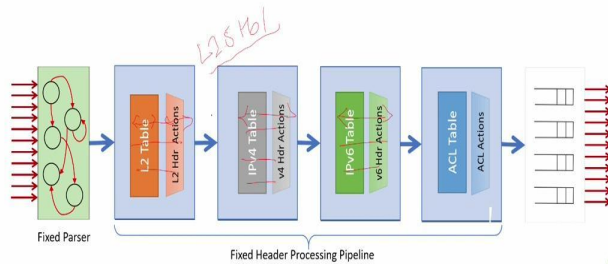 L2 Table
L2 Hdr Actions
IPv4 Table
v4 Hdr Actions
IPv6 Table
v6 Hdr Actions
ACL Table
ACL Actions
Fixed Parser
Fixed Header Processing Pipeline